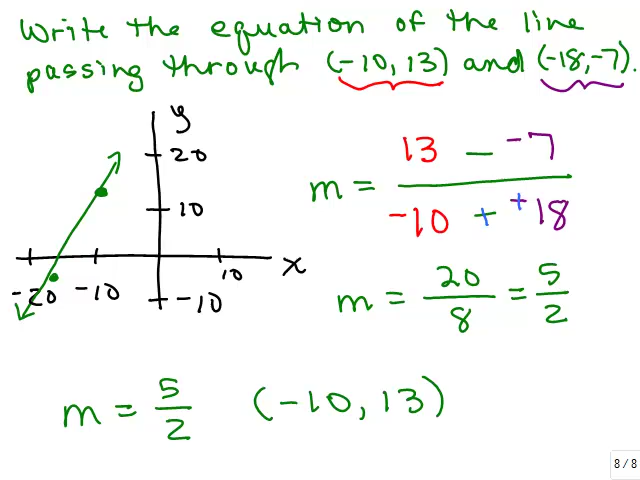 Write the equation of the line
passing through (-10, 13) and (-18, -7).
y
20
10
x
-20 -10 10
-10
m = 13 - -7
-10 + +18
m = 20/8 = 5/2
m = 5/2 (-10, 13)
8 / 8